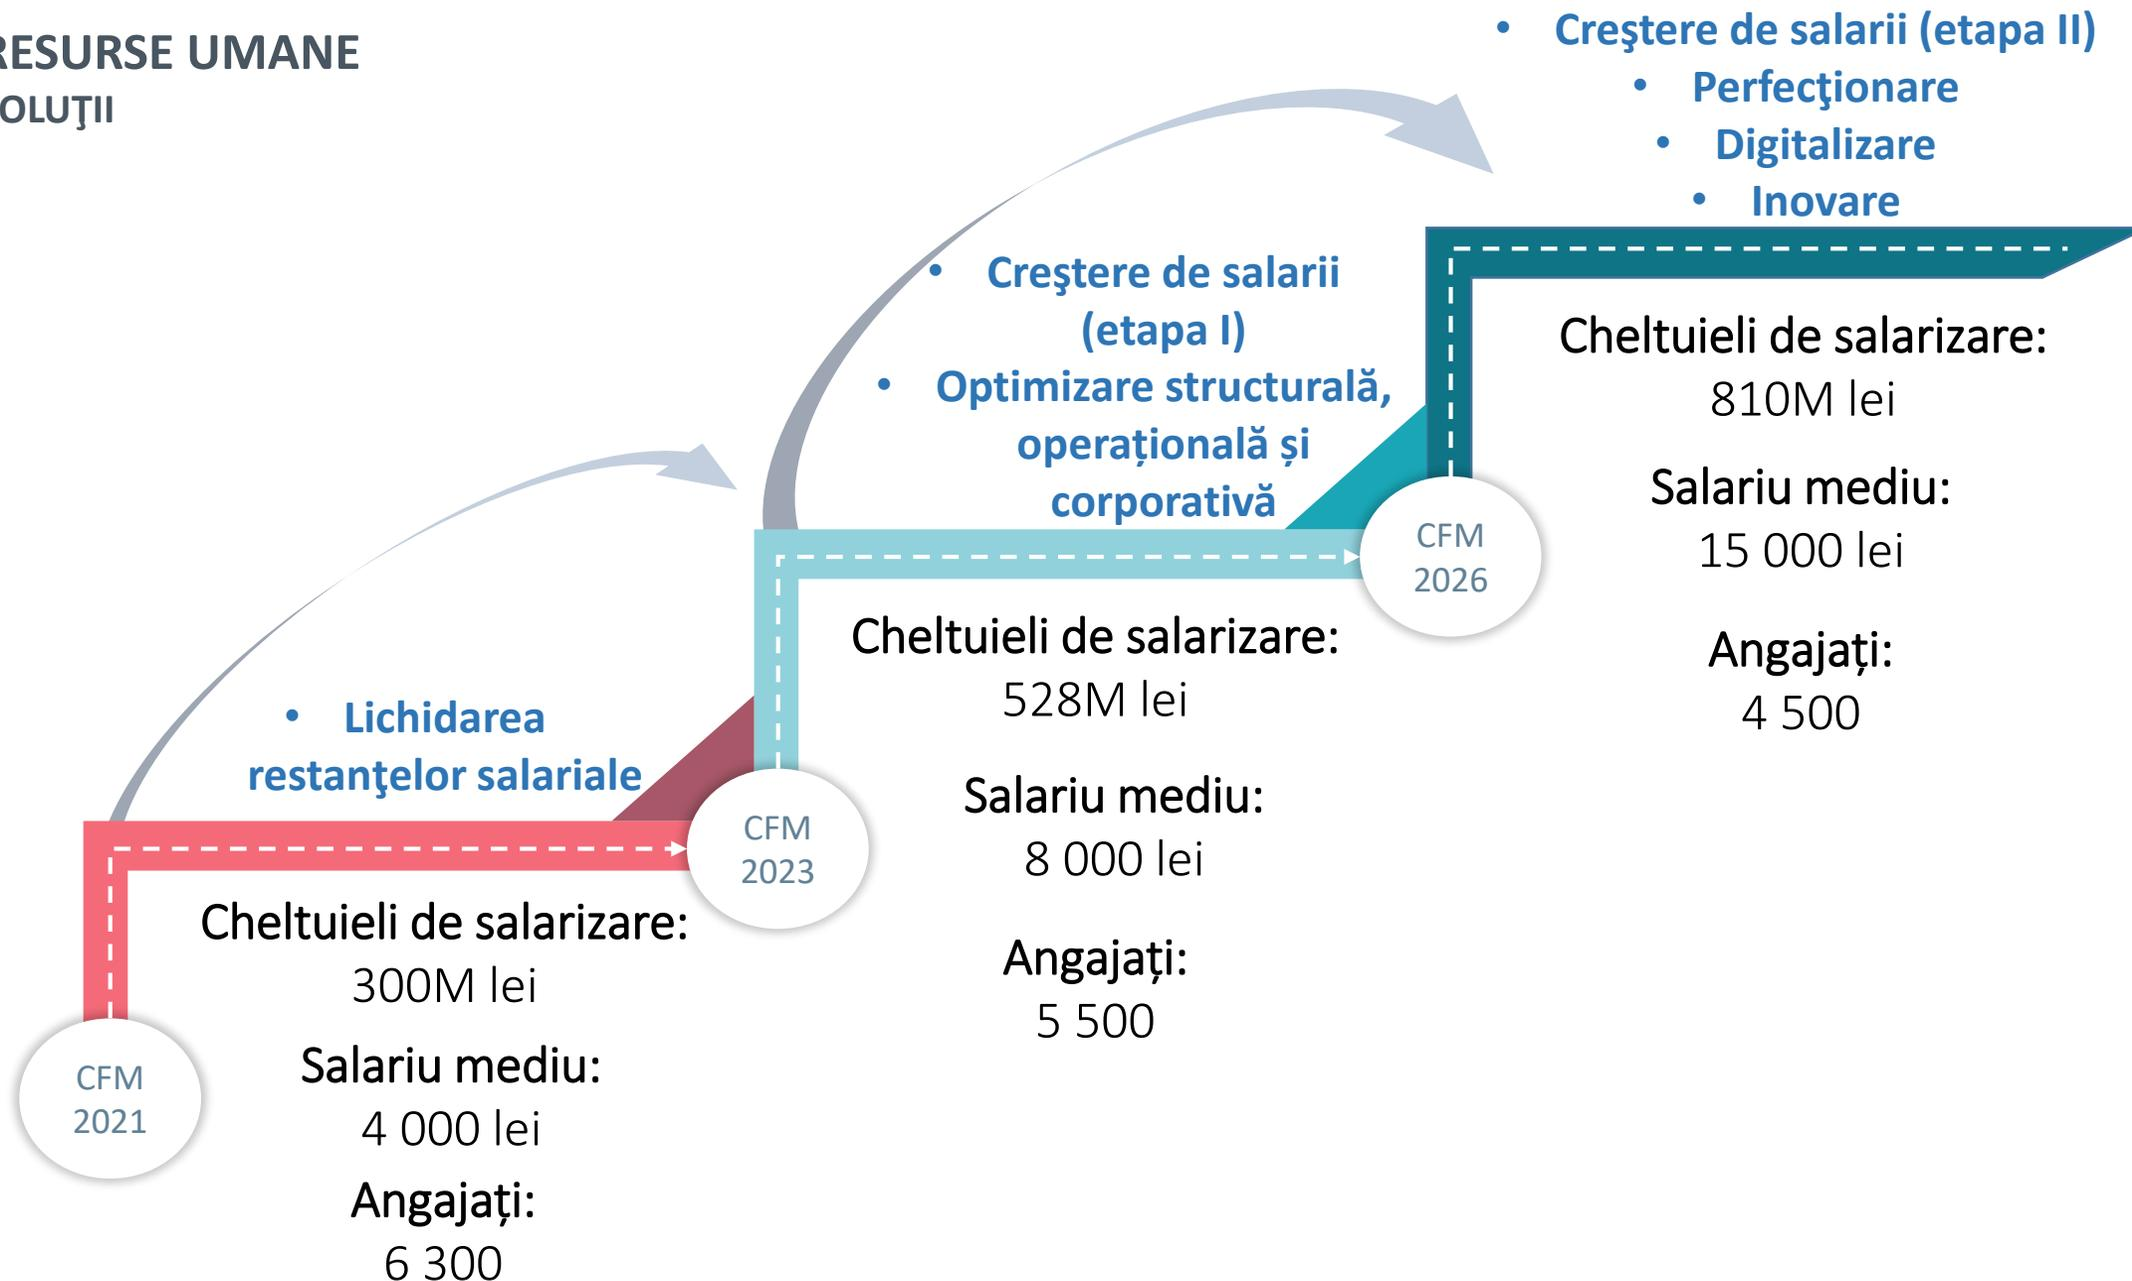 RESURSE UMANE
OLUŢII
• Lichidarea
restanţelor salariale
CFM
2021
Cheltuieli de salarizare:
300M lei
Salariu mediu:
4 000 lei
Angajați:
6 300
• Creştere de salarii
(etapa I)
• Optimizare structurală,
operațională și
corporativă
CFM
2023
Cheltuieli de salarizare:
528M lei
Salariu mediu:
8 000 lei
Angajați:
5 500
• Creştere de salarii (etapa II)
• Perfecţionare
• Digitalizare
• Inovare
CFM
2026
Cheltuieli de salarizare:
810M lei
Salariu mediu:
15 000 lei
Angajați:
4 500